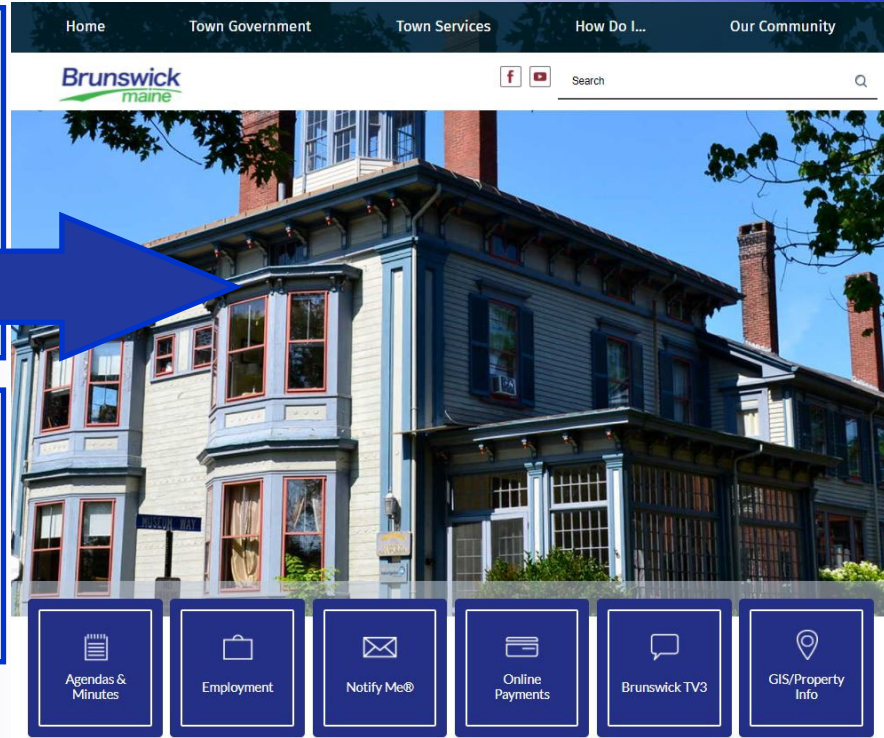 Home Town Government Town Services How Do I... Our Community
Brunswick
maine
f
Search
MUSEUM WAY
Agendas &
Minutes
Employment
Notify Me®
Online
Payments
Brunswick TV3
GIS/Property
Info